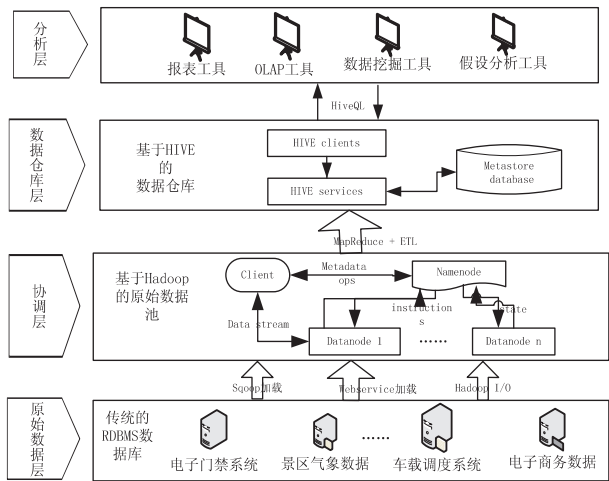 分析层
报表工具
OLAP工具
数据挖掘工具
假设分析工具
HiveQL
数据仓库层
基于HIVE
的
数据仓库
HIVE clients
HIVE services
Metastore
database
MapReduce + ETL
协调层
基于Hadoop
的原始数据
池
Client
Metadata
ops
Namenode
instruction
s
state
Data stream
Datanode 1
……
Datanode n
Sqoop加载
Webservice加载
Hadoop I/O
原始数据层
传统的
RDBMS数
据库
……
电子门禁系统
景区气象数据
车载调度系统
电子商务数据